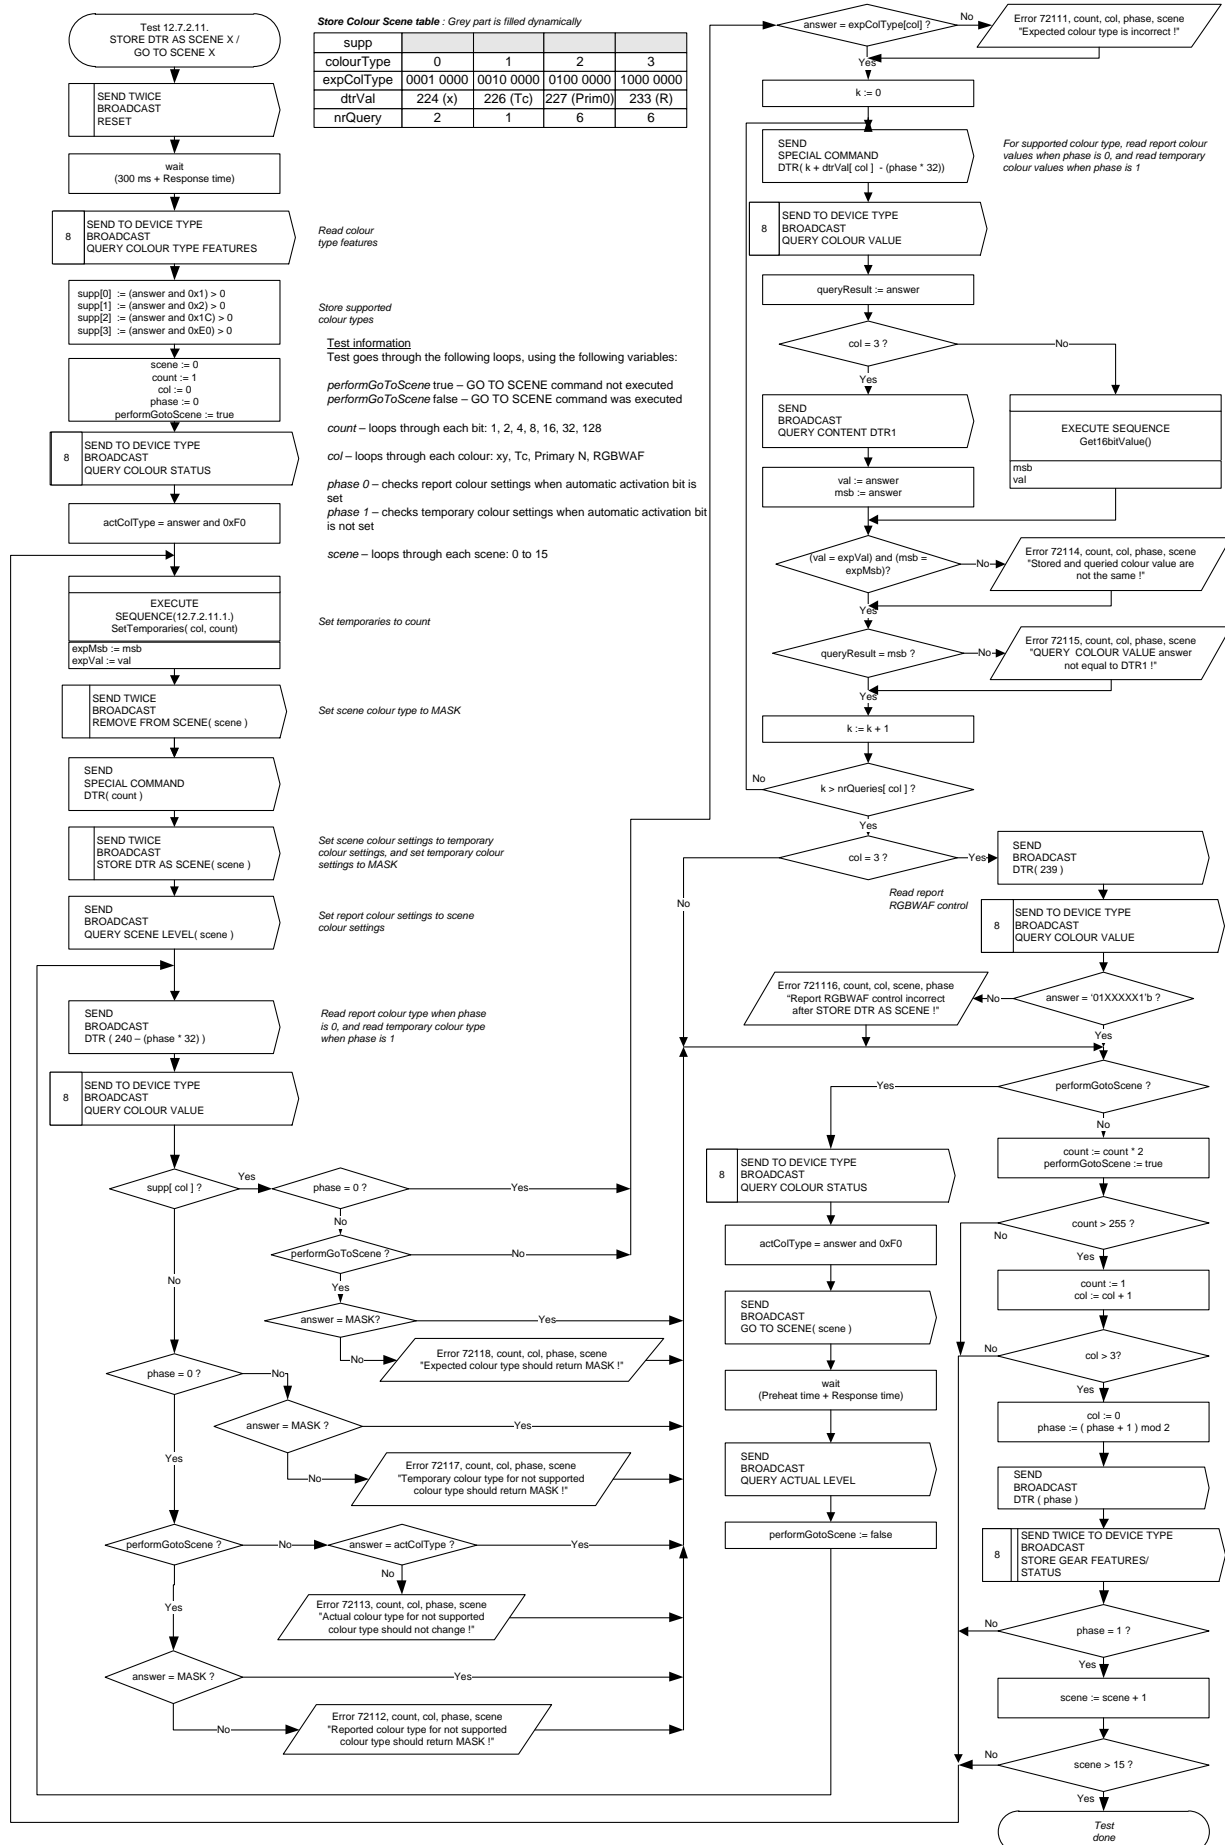 Test 12.7.2.11.
STORE DTR AS SCENE X /
GO TO SCENE X
SEND TWICE
BROADCAST
RESET
wait
(300 ms + Response time)
8
SEND TO DEVICE TYPE
BROADCAST
QUERY COLOUR TYPE FEATURES
Read colour
type features
supp[0] := (answer and 0x1) > 0
supp[1] := (answer and 0x2) > 0
supp[2] := (answer and 0x1C) > 0
supp[3] := (answer and 0xE0) > 0
Store supported
colour types
scene := 0
count := 1
col := 0
phase := 0
performGotoScene := true
8
SEND TO DEVICE TYPE
BROADCAST
QUERY COLOUR STATUS
actColType = answer and 0xF0
EXECUTE
SEQUENCE(12.7.2.11.1.)
SetTemporaries( col, count)
expMsb := msb
expVal := val
Set temporaries to count
SEND TWICE
BROADCAST
REMOVE FROM SCENE( scene )
Set scene colour type to MASK
SEND
SPECIAL COMMAND
DTR( count )
SEND TWICE
BROADCAST
STORE DTR AS SCENE( scene )
Set scene colour settings to temporary
colour settings, and set temporary colour
settings to MASK
SEND
BROADCAST
QUERY SCENE LEVEL( scene )
Set report colour settings to scene
colour settings
SEND
BROADCAST
DTR ( 240 – (phase * 32) )
Read report colour type when phase
is 0, and read temporary colour type
when phase is 1
8
SEND TO DEVICE TYPE
BROADCAST
QUERY COLOUR VALUE
supp[ col ] ?
Yes
phase = 0 ?
Yes
No
No
performGoToScene ?
No
Yes
answer = MASK?
Yes
No
Error 72118, count, col, phase, scene
"Expected colour type should return MASK !"
phase = 0 ?
No
answer = MASK ?
Yes
No
Error 72117, count, col, phase, scene
"Temporary colour type for not supported
colour type should return MASK !"
Yes
performGotoScene ?
No
answer = actColType ?
Yes
No
Error 72113, count, col, phase, scene
"Actual colour type for not supported
colour type should not change !"
Yes
answer = MASK ?
Yes
No
Error 72112, count, col, phase, scene
"Reported colour type for not supported
colour type should return MASK !"
Store Colour Scene table : Grey part is filled dynamically
supp
colourType 0 1 2 3
expColType 0001 0000 0010 0000 0100 0000 1000 0000
dtrVal 224 (x) 226 (Tc) 227 (Prim0) 233 (R)
nrQuery 2 1 6 6
Test information
Test goes through the following loops, using the following variables:
performGoToScene true – GO TO SCENE command not executed
performGoToScene false – GO TO SCENE command was executed
count – loops through each bit: 1, 2, 4, 8, 16, 32, 128
col – loops through each colour: xy, Tc, Primary N, RGBWAF
phase 0 – checks report colour settings when automatic activation bit is
set
phase 1 – checks temporary colour settings when automatic activation bit
is not set
scene – loops through each scene: 0 to 15
answer = expColType[col] ?
No
Error 72111, count, col, phase, scene
"Expected colour type is incorrect !"
Yes
k := 0
SEND
SPECIAL COMMAND
DTR( k + dtrVal[ col ] - (phase * 32))
For supported colour type, read report colour
values when phase is 0, and read temporary
colour values when phase is 1
8
SEND TO DEVICE TYPE
BROADCAST
QUERY COLOUR VALUE
queryResult := answer
col = 3 ?
No
Yes
SEND
BROADCAST
QUERY CONTENT DTR1
EXECUTE SEQUENCE
Get16bitValue()
msb
val
val := answer
msb := answer
(val = expVal) and (msb =
expMsb)?
No
Error 72114, count, col, phase, scene
"Stored and queried colour value are
not the same !"
Yes
queryResult = msb ?
No
Error 72115, count, col, phase, scene
"QUERY COLOUR VALUE answer
not equal to DTR1 !"
Yes
k := k + 1
No
k > nrQueries[ col ] ?
Yes
col = 3 ?
Yes
SEND
BROADCAST
DTR( 239 )
No
Read report
RGBWAF control
8
SEND TO DEVICE TYPE
BROADCAST
QUERY COLOUR VALUE
answer = '01XXXXX1'b ?
No
Error 721116, count, col, scene, phase
"Report RGBWAF control incorrect
after STORE DTR AS SCENE !"
Yes
performGotoScene ?
Yes
No
8
SEND TO DEVICE TYPE
BROADCAST
QUERY COLOUR STATUS
actColType = answer and 0xF0
SEND
BROADCAST
GO TO SCENE( scene )
wait
(Preheat time + Response time)
SEND
BROADCAST
QUERY ACTUAL LEVEL
performGotoScene := false
count := count * 2
performGotoScene := true
count > 255 ?
No
Yes
count := 1
col := col + 1
col > 3?
No
Yes
col := 0
phase := ( phase + 1 ) mod 2
SEND
BROADCAST
DTR ( phase )
8
SEND TWICE TO DEVICE TYPE
BROADCAST
STORE GEAR FEATURES/
STATUS
phase = 1 ?
No
Yes
scene := scene + 1
scene > 15 ?
No
Yes
Test
done